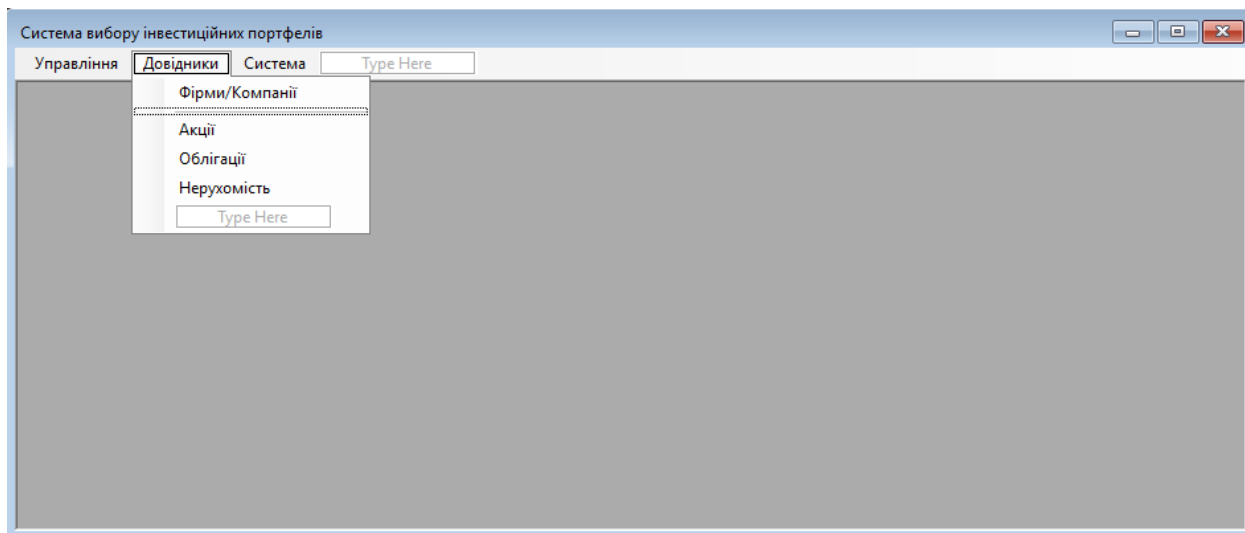 Система вибору інвестиційних портфелів
Управління Довідники Система Type Here
Фірми/Компанії
Акції
Облігації
Нерухомість
Type Here